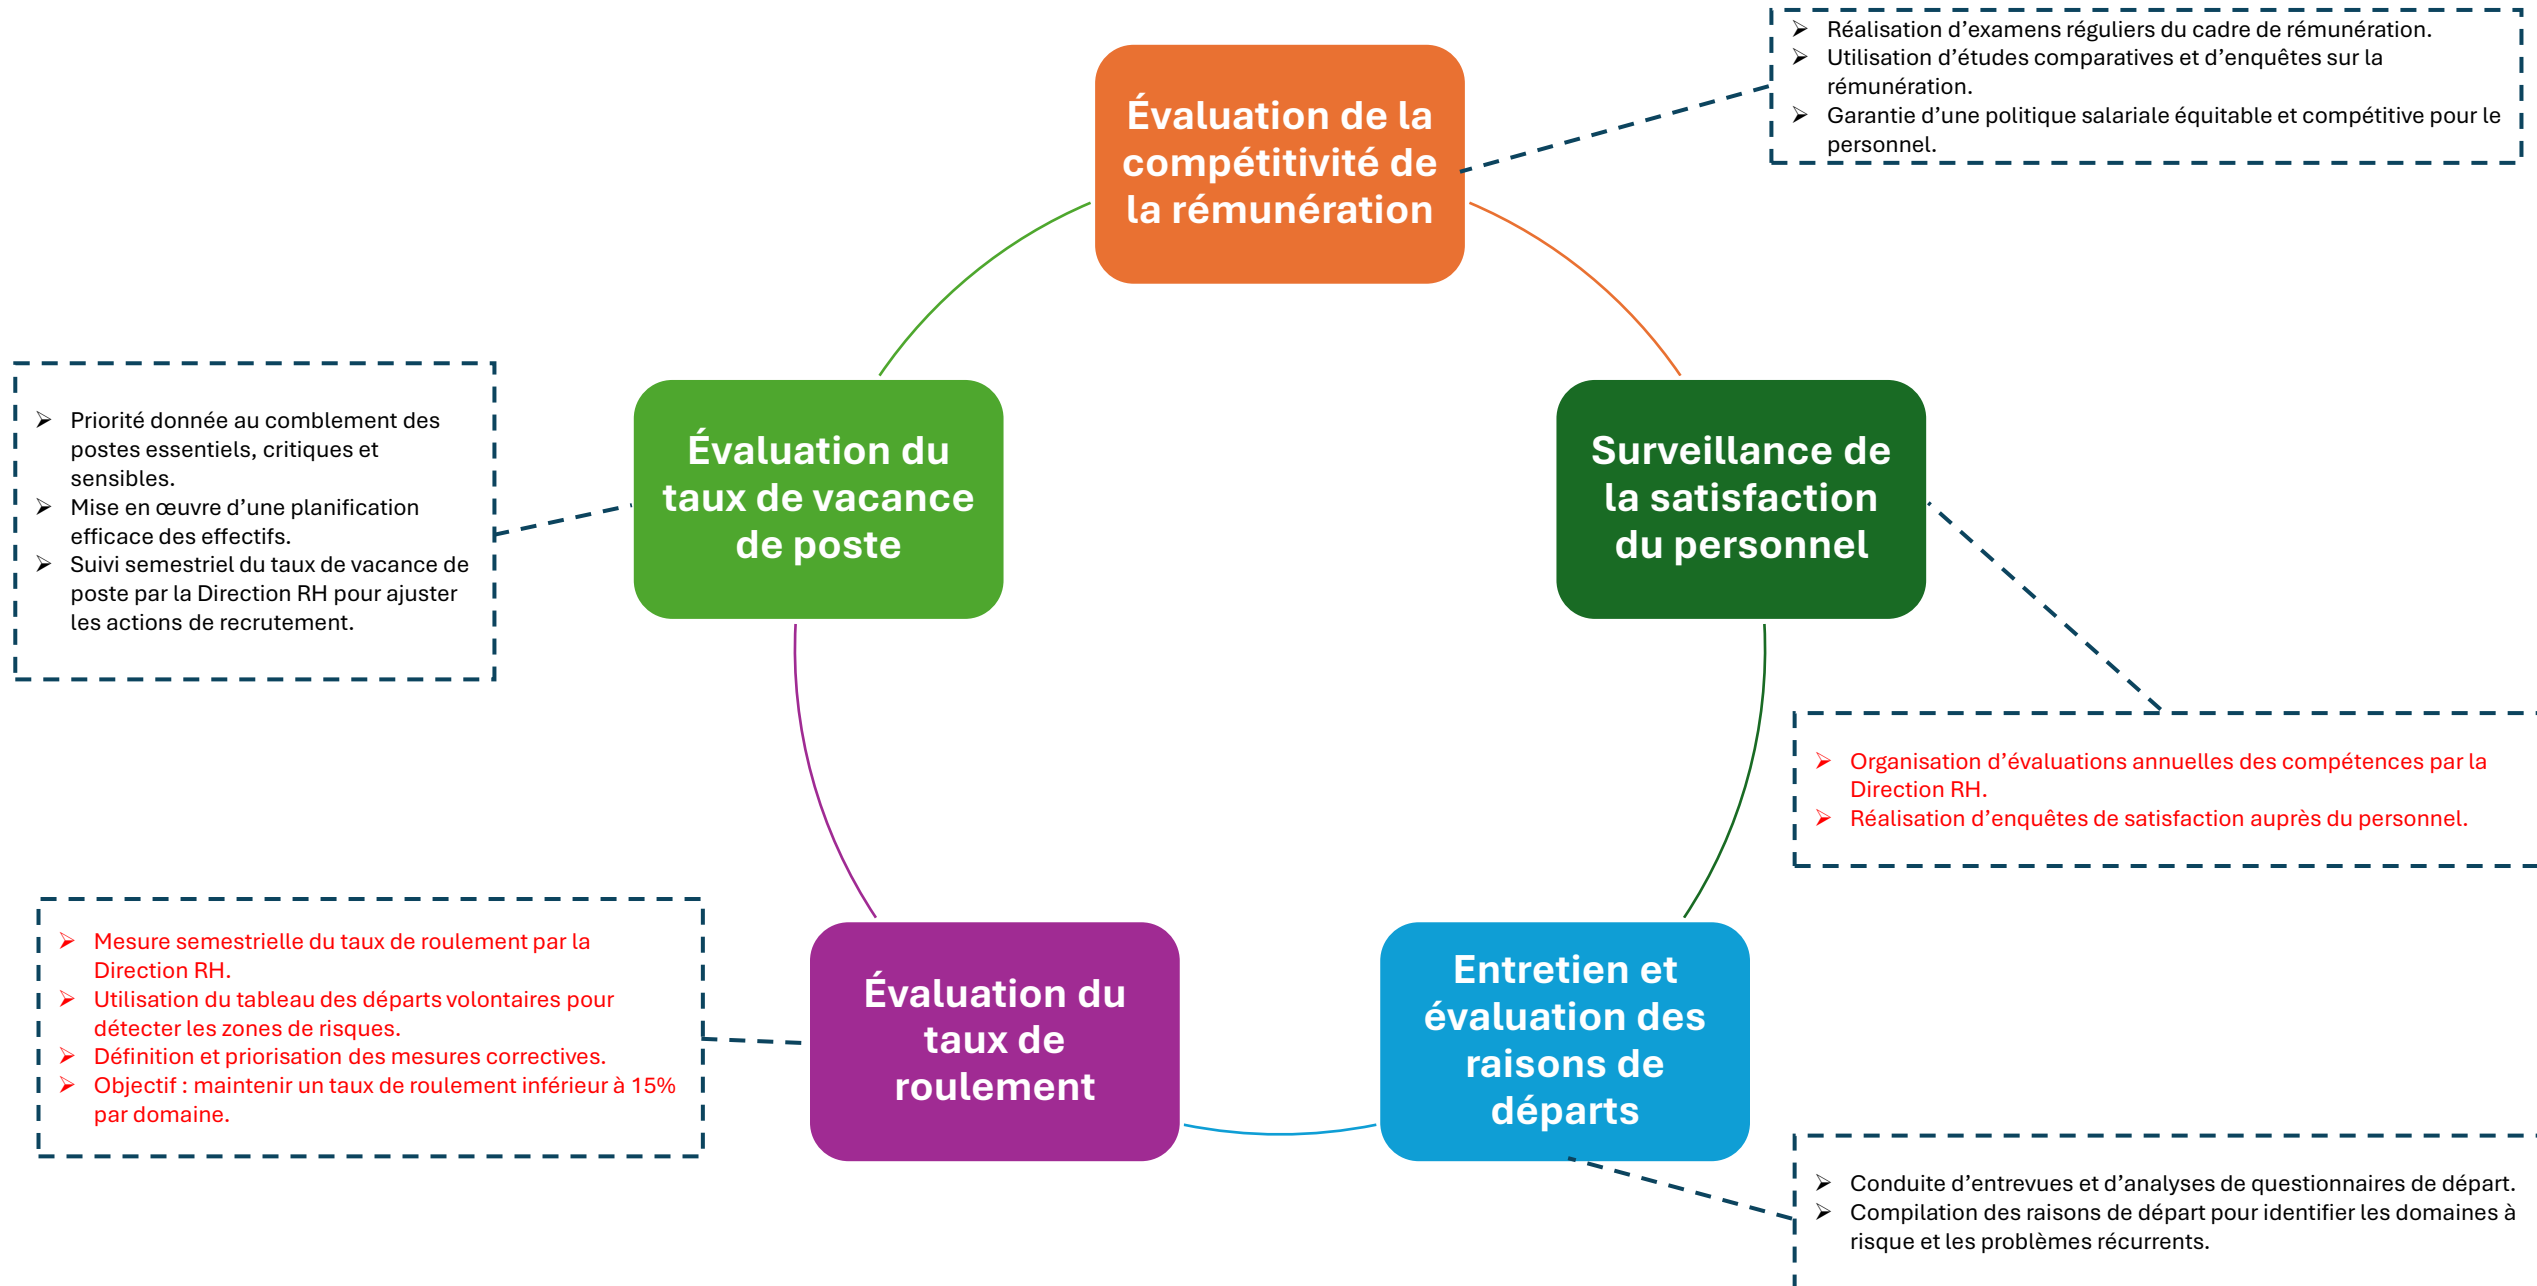 Réalisation d’examens réguliers du cadre de rémunération.
Utilisation d’études comparatives et d’enquêtes sur la
rémunération.
Garantie d’une politique salariale équitable et compétitive pour le
personnel.
Évaluation de la
compétitivité de
la rémunération
Surveillance de
la satisfaction
du personnel
Organisation d’évaluations annuelles des compétences par la
Direction RH.
Réalisation d’enquêtes de satisfaction auprès du personnel.
Entretien et
évaluation des
raisons de
départs
Conduite d’entrevues et d’analyses de questionnaires de départ.
Compilation des raisons de départ pour identifier les domaines à
risque et les problèmes récurrents.
Évaluation du
taux de
roulement
Mesure semestrielle du taux de roulement par la
Direction RH.
Utilisation du tableau des départs volontaires pour
détecter les zones de risques.
Définition et priorisation des mesures correctives.
Objectif : maintenir un taux de roulement inférieur à 15%
par domaine.
Évaluation du
taux de vacance
de poste
Priorité donnée au comblement des
postes essentiels, critiques et
sensibles.
Mise en œuvre d’une planification
efficace des effectifs.
Suivi semestriel du taux de vacance de
poste par la Direction RH pour ajuster
les actions de recrutement.